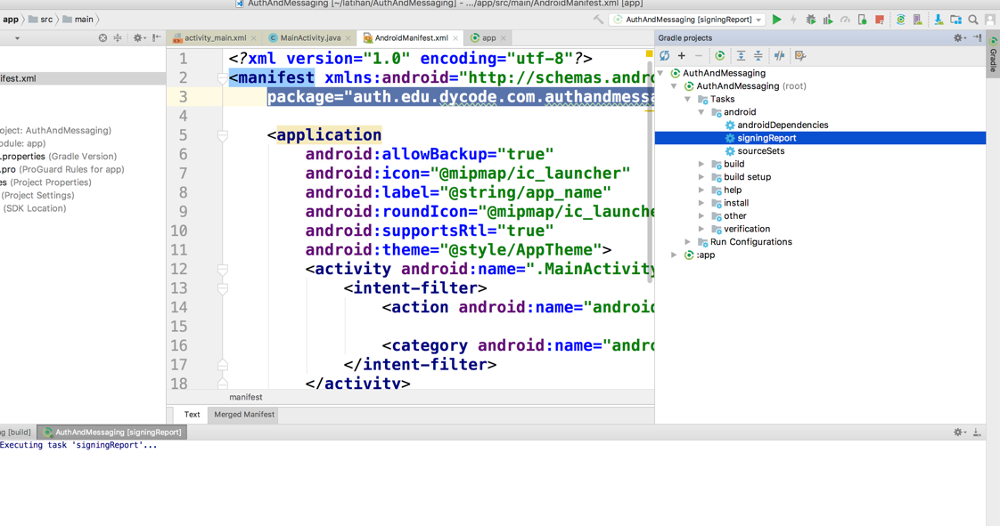 AuthAndMessaging [~/latihan/AuthAndMessaging] - .../app/src/main/AndroidManifest.xml [app]
app src main
AuthAndMessaging [signingReport]
activity_main.xml MainActivity.java AndroidManifest.xml app
Gradle projects
Gradle
ifest.xml
oject: AuthAndMessaging)
odule: app)
.properties (Gradle Version)
.pro (ProGuard Rules for app)
es (Project Properties)
(Project Settings)
(SDK Location)
1 <?xml version="1.0" encoding="utf-8"?>
2 <manifest xmlns:android="http://schemas.andro
3 package="auth.edu.dycode.com.authandmessa
4
5 <application
6 android:allowBackup="true"
7 android:icon="@mipmap/ic_launcher"
8 android:label="@string/app_name"
9 android:roundIcon="@mipmap/ic_launche
10 android:supportsRtl="true"
11 android:theme="@style/AppTheme">
12 <activity android:name=".MainActivity
13 <intent-filter>
14 <action android:name="android
15
16 <category android:name="andro
17 </intent-filter>
18 </activity>
manifest
Text Merged Manifest
AuthAndMessaging
AuthAndMessaging (root)
Tasks
android
androidDependencies
signingReport
sourceSets
build
build setup
help
install
other
verification
Run Configurations
:app
ng [build] AuthAndMessaging [signingReport]
Executing task 'signingReport'...